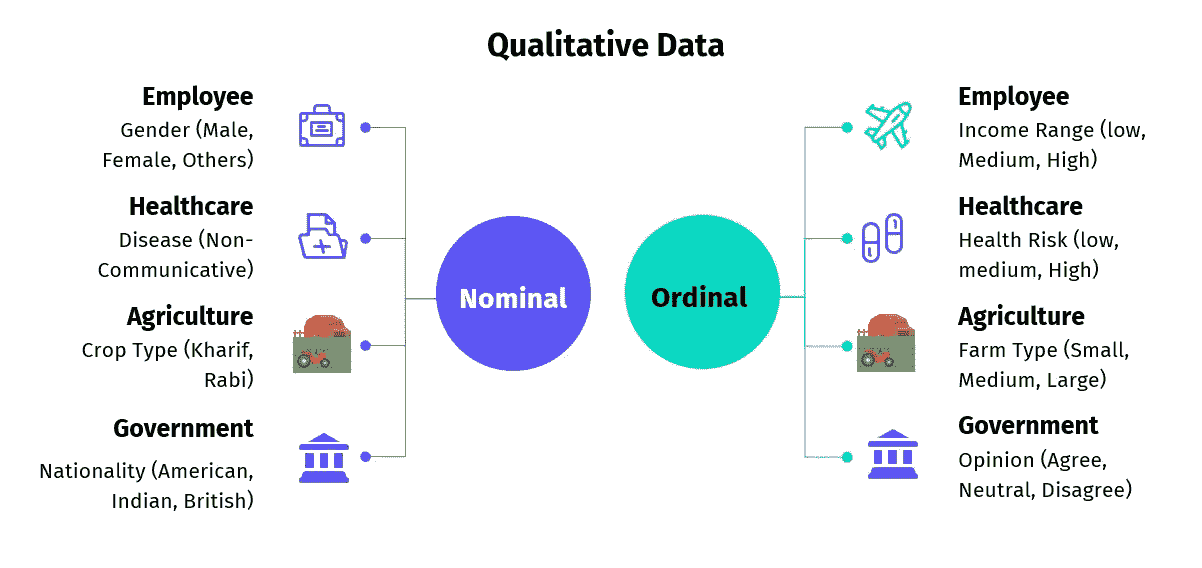 Qualitative Data
Employee
Gender (Male,
Female, Others)
Healthcare
Disease (Non-
Communicative)
Agriculture
Crop Type (Kharif,
Rabi)
Government
Nationality (American,
Indian, British)
Nominal
Ordinal
Employee
Income Range (low,
Medium, High)
Healthcare
Health Risk (low,
medium, High)
Agriculture
Farm Type (Small,
Medium, Large)
Government
Opinion (Agree,
Neutral, Disagree)